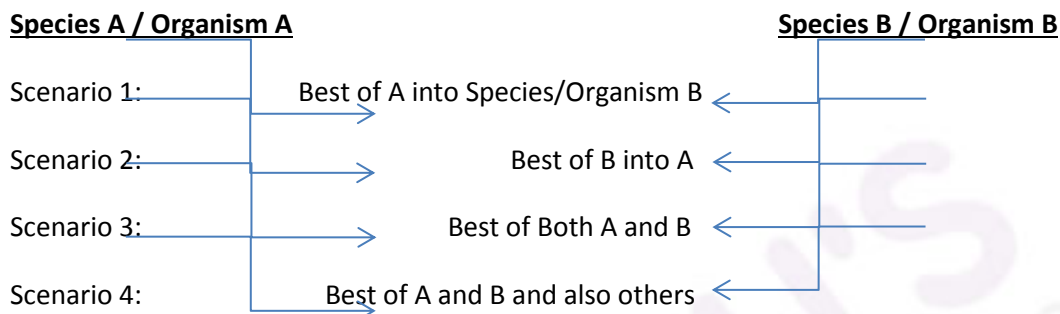 Species A / Organism A Species B / Organism B
Scenario 1: Best of A into Species/Organism B
Scenario 2: Best of B into A
Scenario 3: Best of Both A and B
Scenario 4: Best of A and B and also others